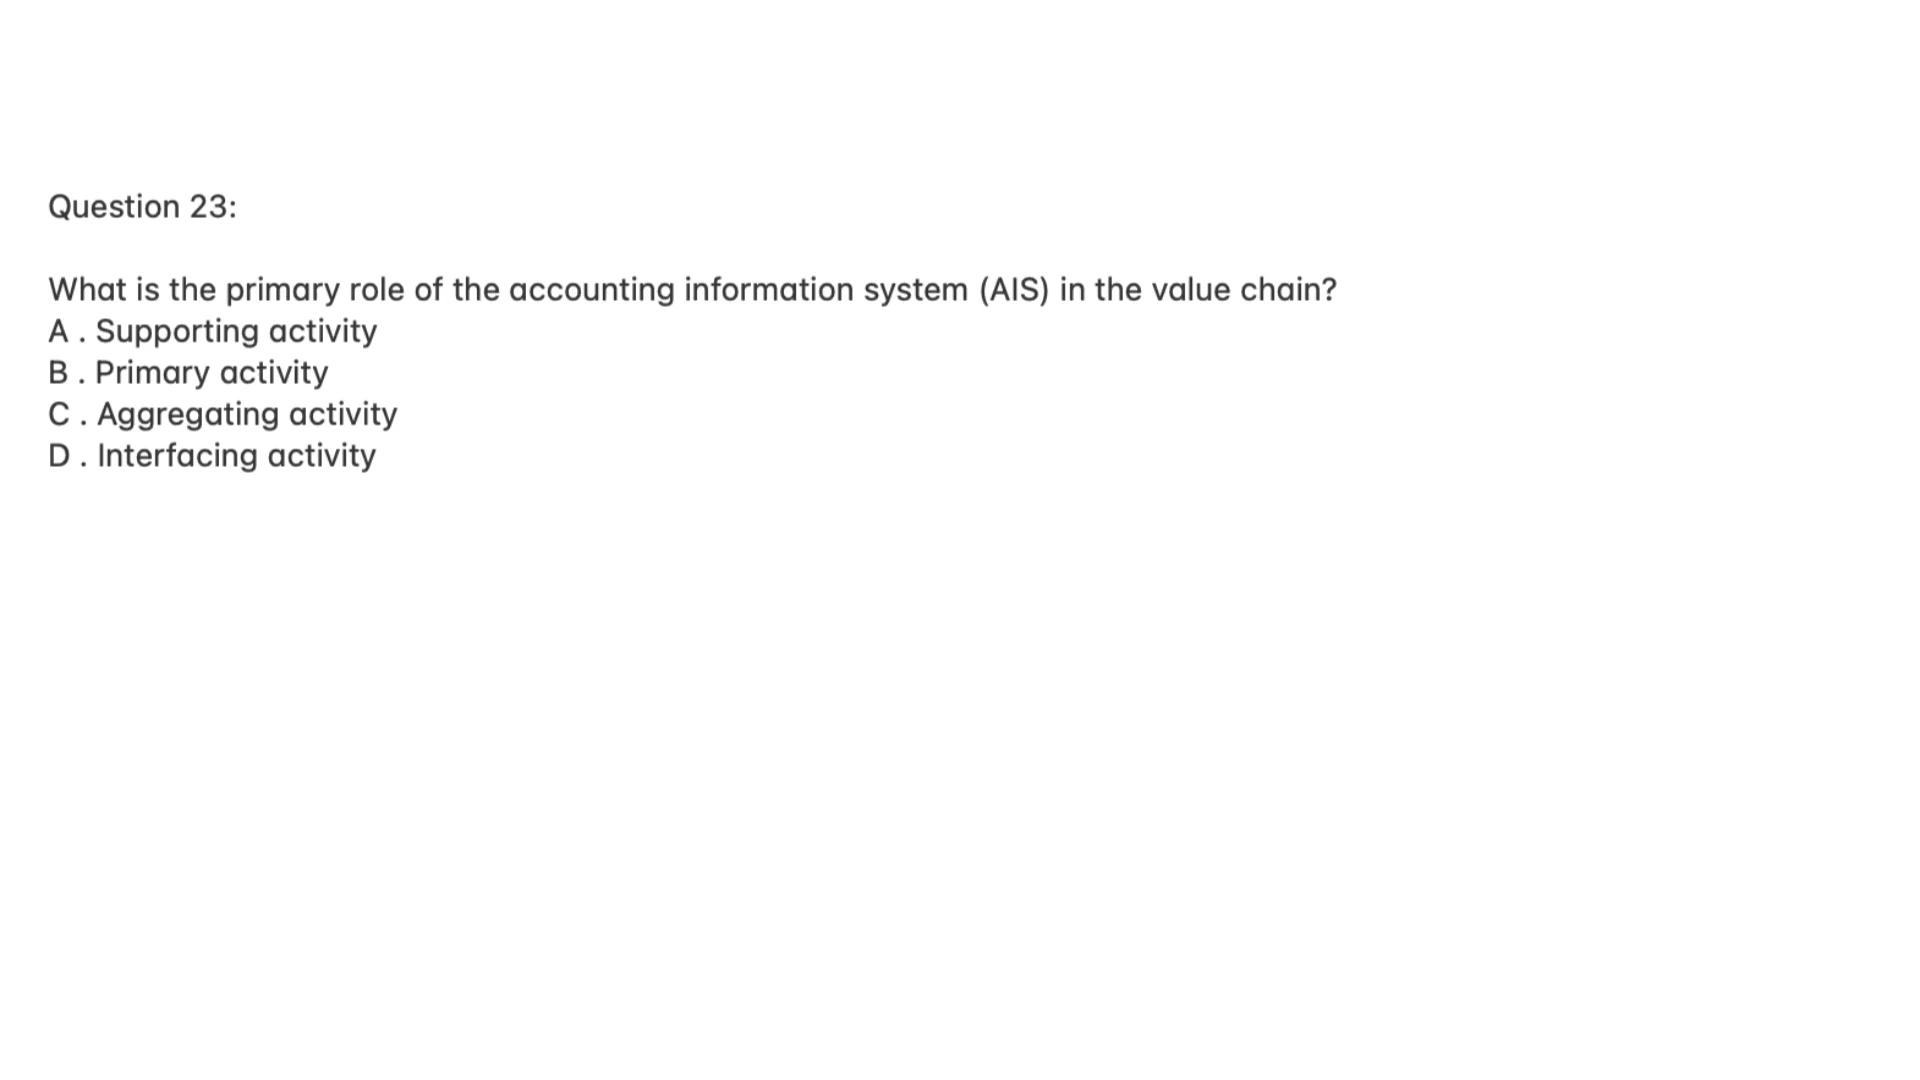 Question 23:
What is the primary role of the accounting information system (AIS) in the value chain?
A . Supporting activity
B . Primary activity
C . Aggregating activity
D . Interfacing activity